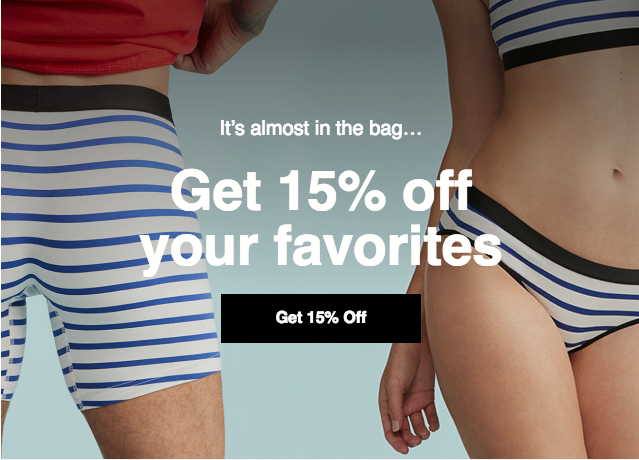 It's almost in the bag…
Get 15% off
your favorites
Get 15% Off